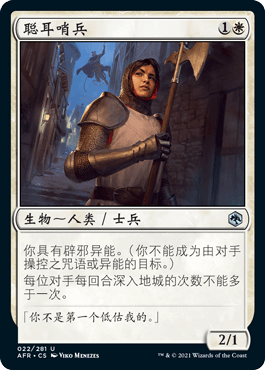 聪耳哨兵 1
生物～人类 / 士兵
你具有辟邪异能。（你不能成为由对手
操控之咒语或异能的目标。）
每位对手每回合深入地城的次数不能多
于一次。
「你不是第一个低估我的。」
2/1
022/281 U
AFR • CS VIKO MENEZES
™ & © 2021 Wizards of the Coast